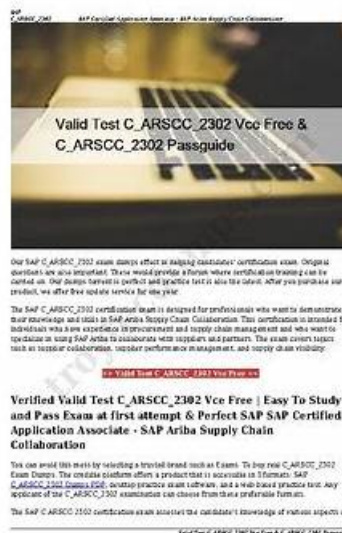 SAP
C_ARSCC_2302 SAP Certified Application Associate - SAP Ariba Supply Chain Collaboration
Valid Test C_ARSCC_2302 Vce Free &
C_ARSCC_2302 Passguide
Our SAP C_ARSCC_2302 exam dumps effect in helping candidates' certification exam. Original
questions are also important. These would provide a forum where certification training can be
carried on. Our dumps torrent is perfect and practice test is also the latest. After you purchase our
product, we offer free update service for one year.
The SAP C_ARSCC_2302 certification exam is designed for professionals who want to demonstrate
their knowledge and skills in SAP Ariba Supply Chain Collaboration. This certification is intended f
individuals who have experience in procurement and supply chain management and who want to
specialize in using SAP Ariba to collaborate with suppliers and partners. The exam covers topics
such as supplier collaboration, supplier performance management, and supply chain visibility.
>> Valid Test C_ARSCC_2302 Vce Free <<
Verified Valid Test C_ARSCC_2302 Vce Free | Easy To Study
and Pass Exam at first attempt & Perfect SAP SAP Certified
Application Associate - SAP Ariba Supply Chain
Collaboration
You can avoid this mess by selecting a trusted brand such as Exams. To buy real C_ARSCC_2302
Exam Dumps. The credible platform offers a product that is accessible in 3 formats: SAP
C_ARSCC_2302 Dumps PDF, desktop practice exam software, and a web-based practice test. Any
applicant of the C_ARSCC_2302 examination can choose from these preferable formats.
The SAP C_ARSCC_2302 certification exam assesses the candidate's knowledge of various aspects o